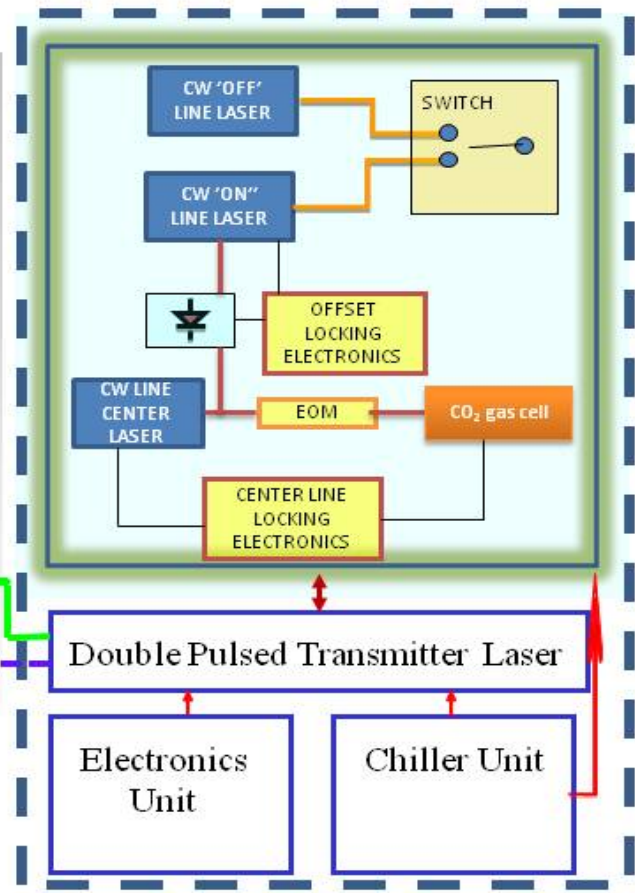 CW 'OFF'
LINE LASER
SWITCH
CW 'ON"
LINE LASER
OFFSET
LOCKING
ELECTRONICS
CW LINE
CENTER
LASER
EOM
CO₂ gas cell
CENTER LINE
LOCKING
ELECTRONICS
Double Pulsed Transmitter Laser
Electronics
Unit
Chiller Unit